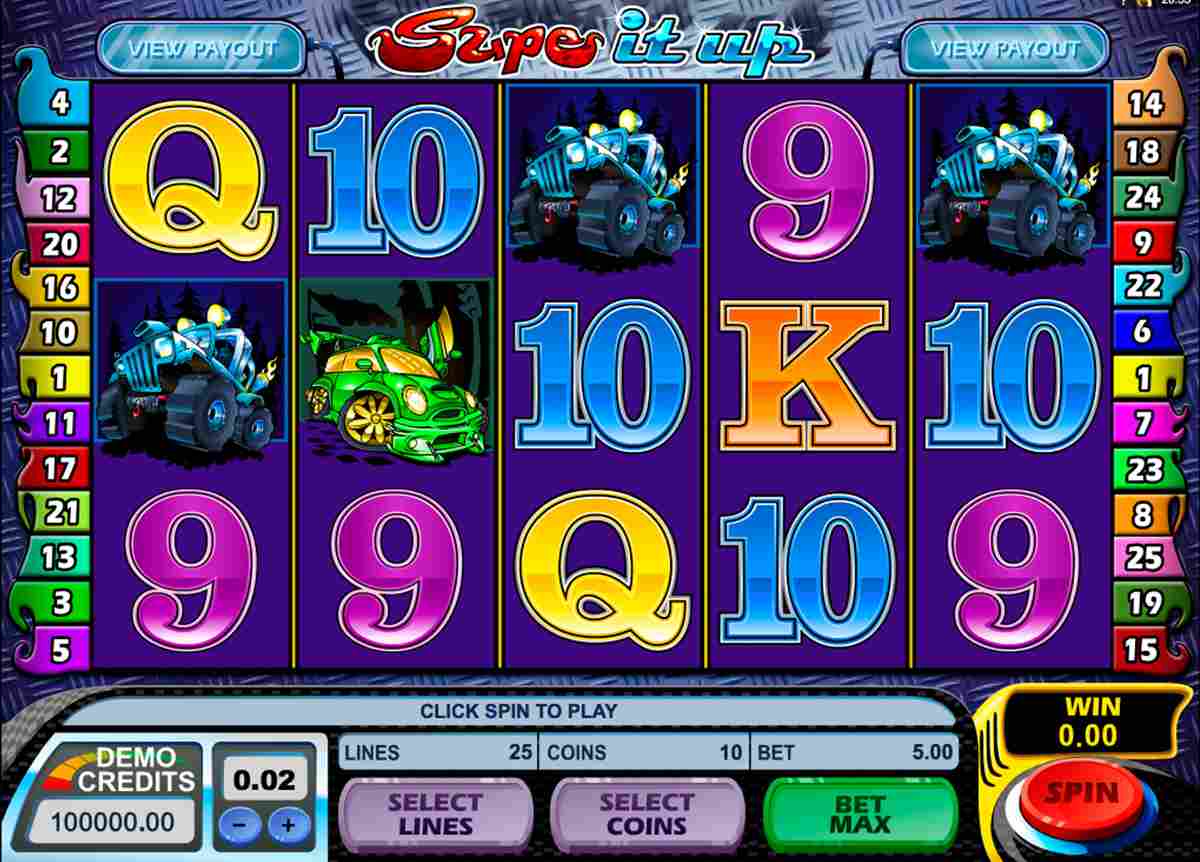 VIEW PAYOUT
Supe it up
VIEW PAYOUT
4
2
12
20
16
10
1
11
17
21
13
3
5
Q 10 9
10 K 10
9 9 Q 10 9
14
18
24
9
22
6
1
7
23
8
25
19
15
CLICK SPIN TO PLAY
DEMO
CREDITS
100000.00
0.02
- +
LINES 25 COINS 10 BET 5.00
SELECT
LINES
SELECT
COINS
BET
MAX
WIN
0.00
SPIN